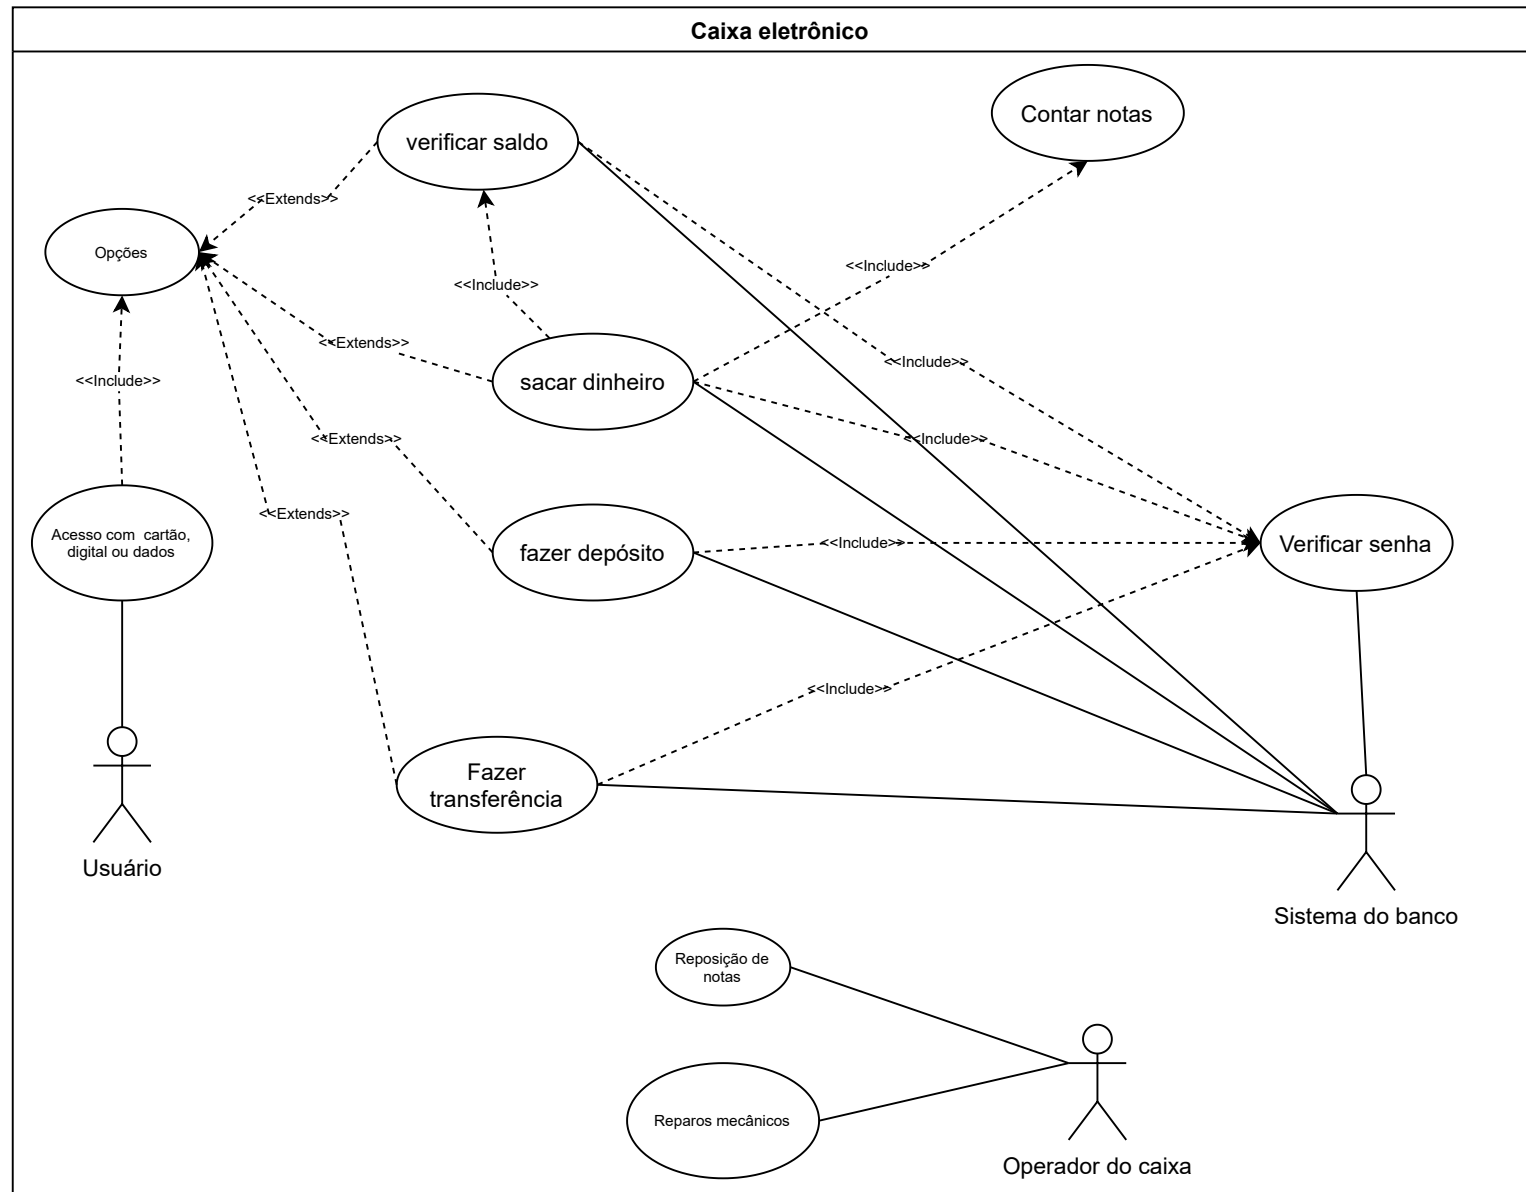 Caixa eletrônico
Contar notas
verificar saldo
<<Extends>>
Opções
<<Include>>
<<Include>>
<<Extends>>
<<Include>>
<<Include>>
sacar dinheiro
<<Extends>>
<<Include>>
<<Extends>>
Acesso com cartão,
digital ou dados
fazer depósito
<<Include>>
Verificar senha
<<Include>>
Fazer
transferência
Usuário
Sistema do banco
Reposição de
notas
Reparos mecânicos
Operador do caixa